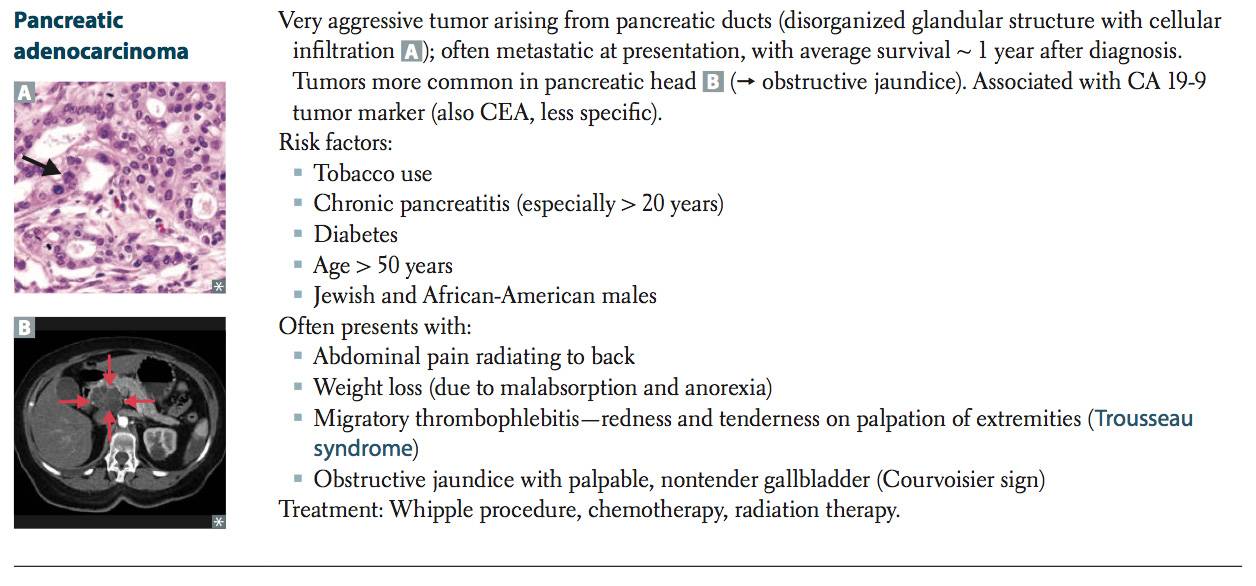 Pancreatic
adenocarcinoma
Very aggressive tumor arising from pancreatic ducts (disorganized glandular structure with cellular
infiltration A); often metastatic at presentation, with average survival ~ 1 year after diagnosis.
Tumors more common in pancreatic head B (→ obstructive jaundice). Associated with CA 19-9
tumor marker (also CEA, less specific).
Risk factors:
▪ Tobacco use
▪ Chronic pancreatitis (especially > 20 years)
▪ Diabetes
▪ Age > 50 years
▪ Jewish and African-American males
Often presents with:
▪ Abdominal pain radiating to back
▪ Weight loss (due to malabsorption and anorexia)
▪ Migratory thrombophlebitis—redness and tenderness on palpation of extremities (Trousseau
syndrome)
▪ Obstructive jaundice with palpable, nontender gallbladder (Courvoisier sign)
Treatment: Whipple procedure, chemotherapy, radiation therapy.
A
*
B
*